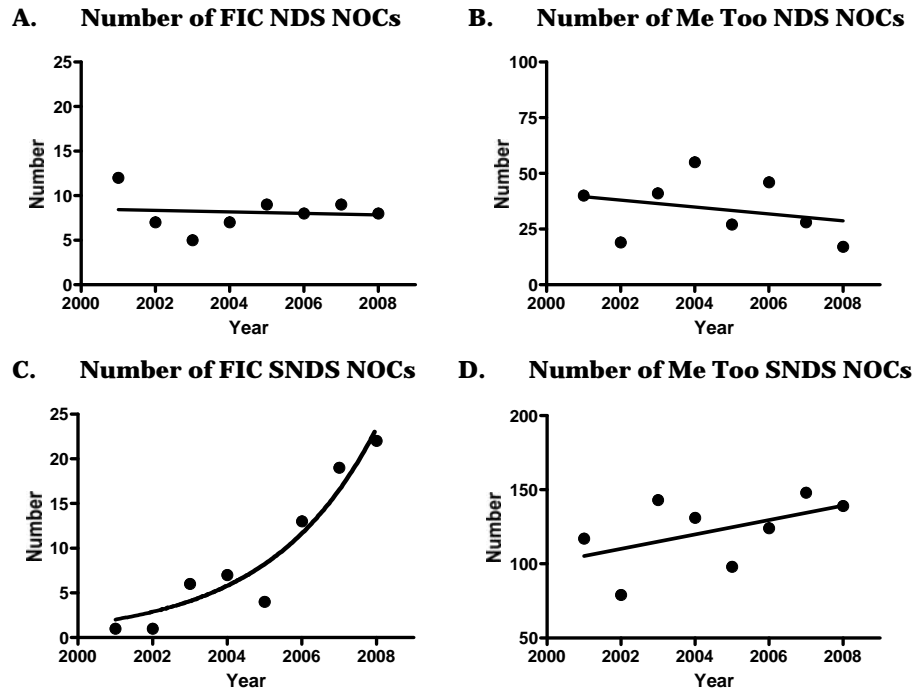 A. Number of FIC NDS NOCs
B. Number of Me Too NDS NOCs
25
20
15
10
5
0
Number
2000 2002 2004 2006 2008
Year
100
75
50
25
0
Number
2000 2002 2004 2006 2008
Year
C. Number of FIC SNDS NOCs
D. Number of Me Too SNDS NOCs
25
20
15
10
5
0
Number
2000 2002 2004 2006 2008
Year
200
150
100
50
Number
2000 2002 2004 2006 2008
Year